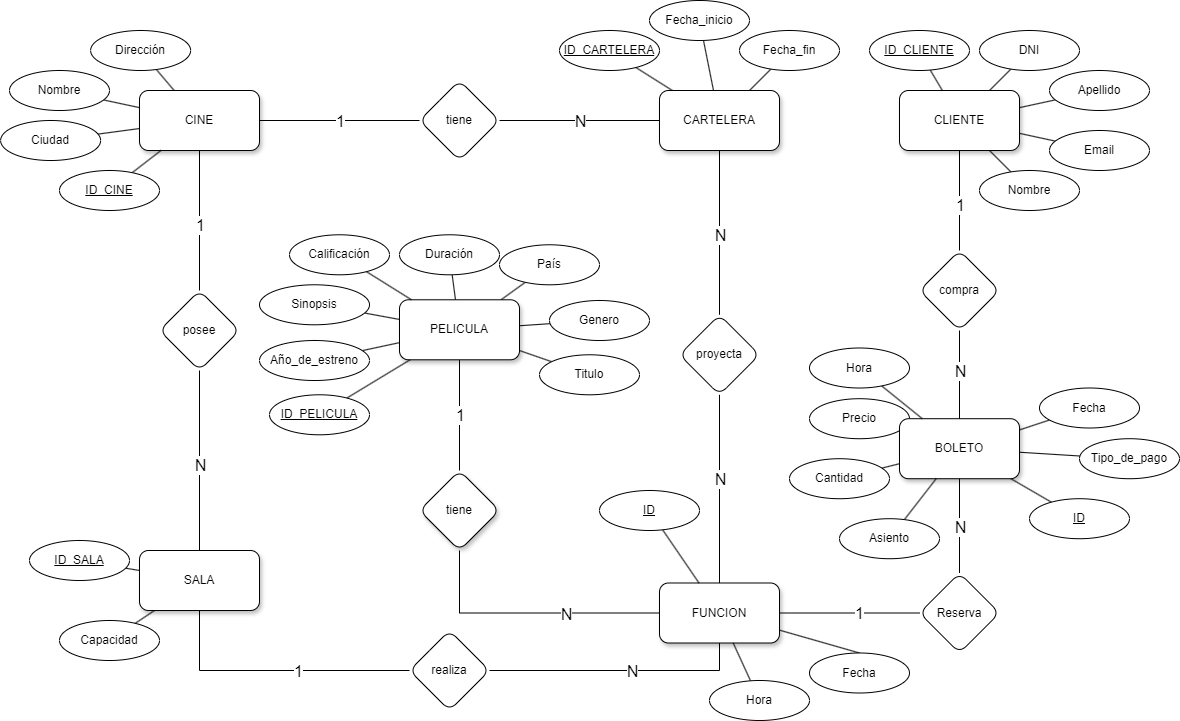 Fecha_inicio
Dirección
ID_CARTELERA
Fecha_fin
ID_CLIENTE
DNI
Nombre
Apellido
CINE
1
tiene
N
CARTELERA
CLIENTE
Ciudad
Email
ID_CINE
Nombre
1
1
N
Calificación
Duración
País
compra
Sinopsis
Genero
posee
PELICULA
proyecta
Año_de_estreno
Titulo
Hora
N
ID_PELICULA
1
Precio
Fecha
BOLETO
N
N
Cantidad
Tipo_de_pago
tiene
ID
ID
Asiento
N
ID_SALA
SALA
N
FUNCION
1
Reserva
Capacidad
1
realiza
N
Fecha
Hora